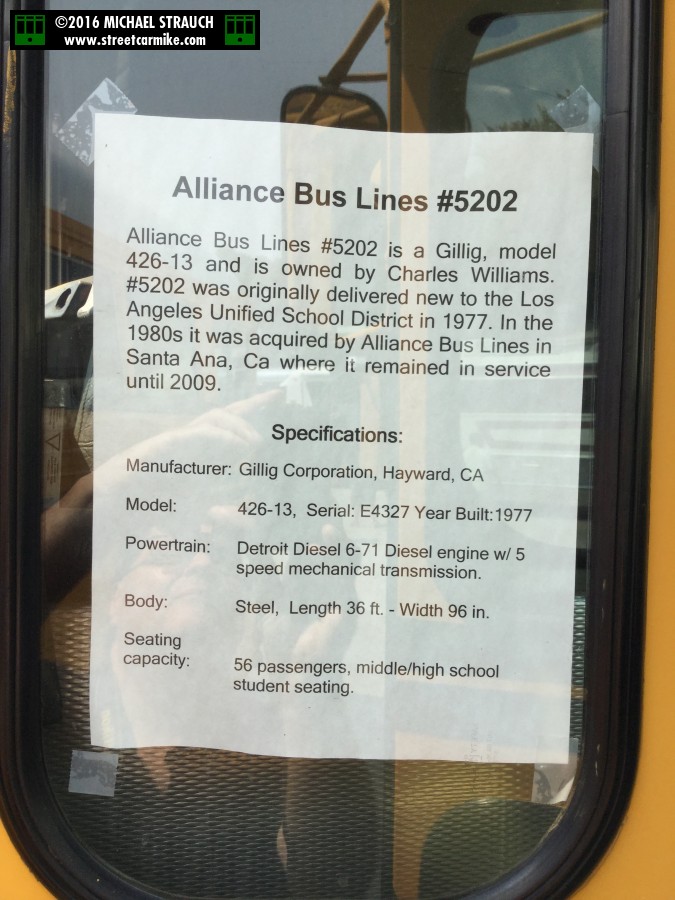 ©2016 MICHAEL STRAUCH
www.streetcarmike.com
Alliance Bus Lines #5202
Alliance Bus Lines #5202 is a Gillig, model
426-13 and is owned by Charles Williams.
#5202 was originally delivered new to the Los
Angeles Unified School District in 1977. In the
1980s it was acquired by Alliance Bus Lines in
Santa Ana, Ca where it remained in service
until 2009.
Specifications:
Manufacturer: Gillig Corporation, Hayward, CA
Model: 426-13, Serial: E4327 Year Built:1977
Powertrain: Detroit Diesel 6-71 Diesel engine w/ 5
speed mechanical transmission.
Body: Steel, Length 36 ft. - Width 96 in.
Seating
capacity: 56 passengers, middle/high school
student seating.